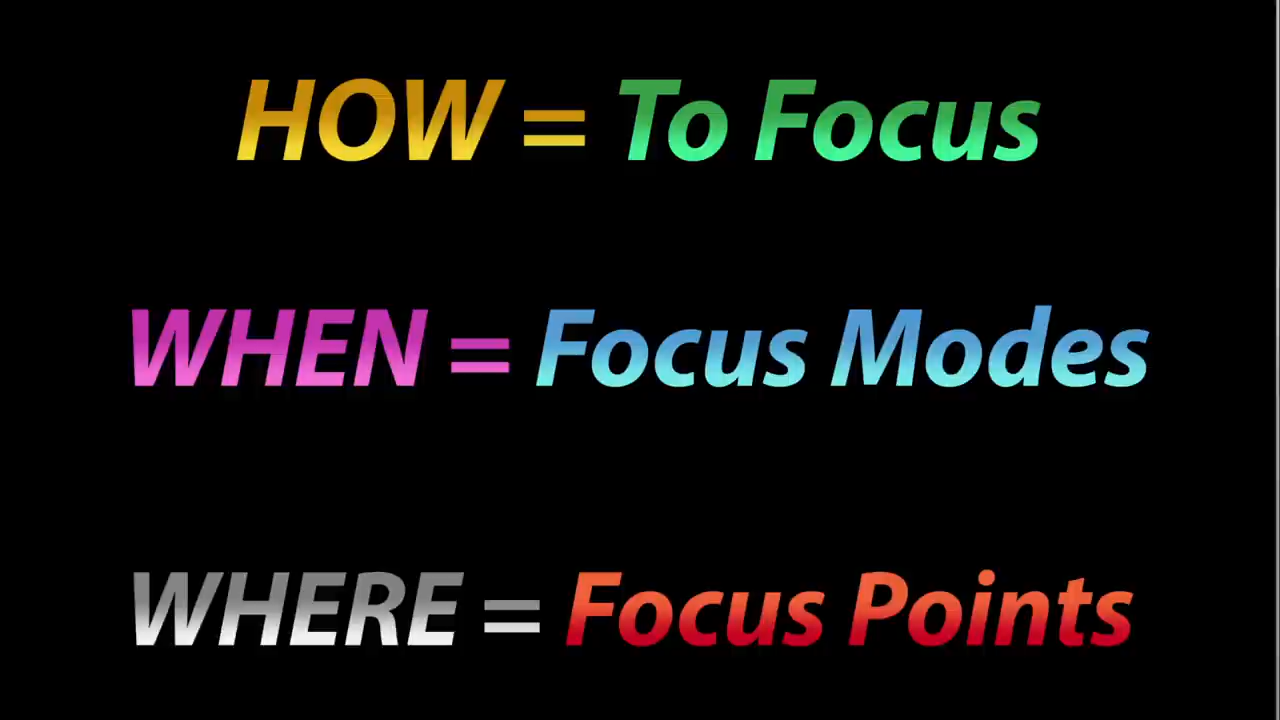 HOW = To Focus
WHEN = Focus Modes
WHERE = Focus Points